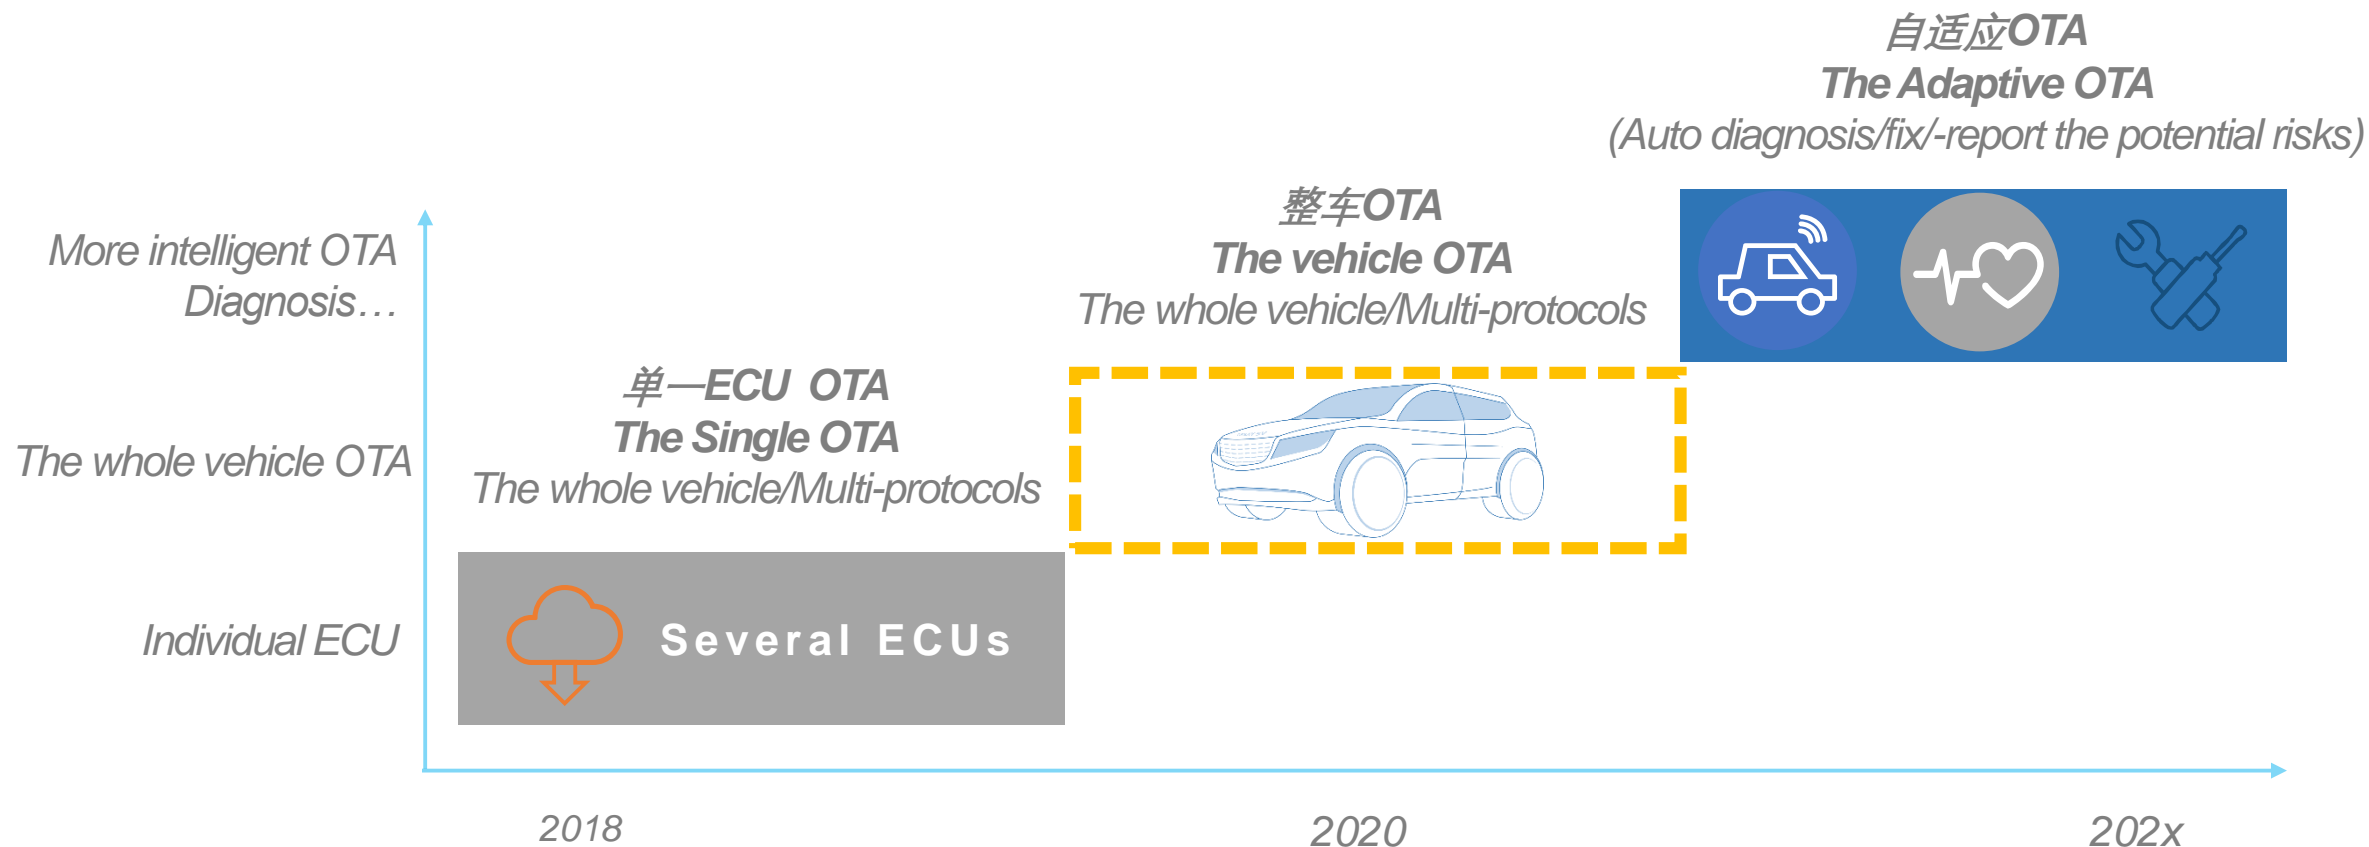 自适应OTA
The Adaptive OTA
(Auto diagnosis/fix/-report the potential risks)
整车OTA
The vehicle OTA
The whole vehicle/Multi-protocols
More intelligent OTA
Diagnosis…
单一ECU OTA
The Single OTA
The whole vehicle/Multi-protocols
The whole vehicle OTA
Individual ECU
Several ECUs
2018
2020
202x